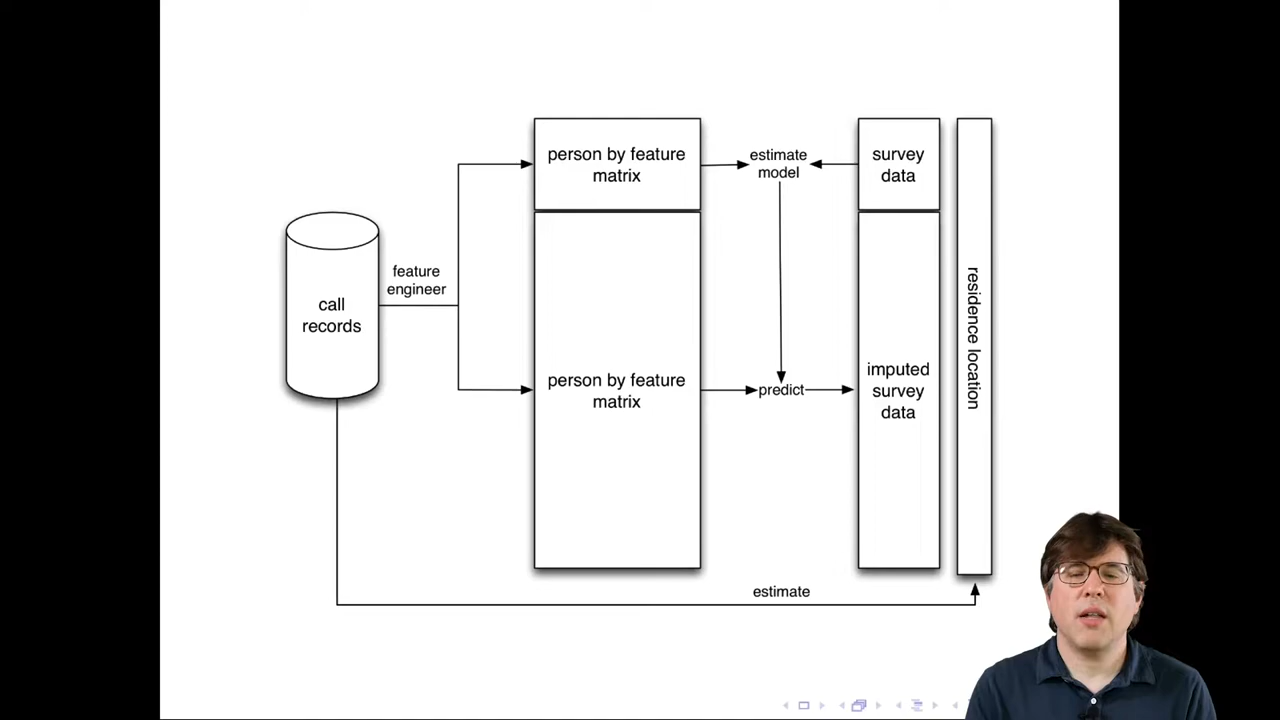 person by feature
matrix
estimate
model
survey
data
feature
engineer
call
records
person by feature
matrix
predict
imputed
survey
data
residence location
estimate